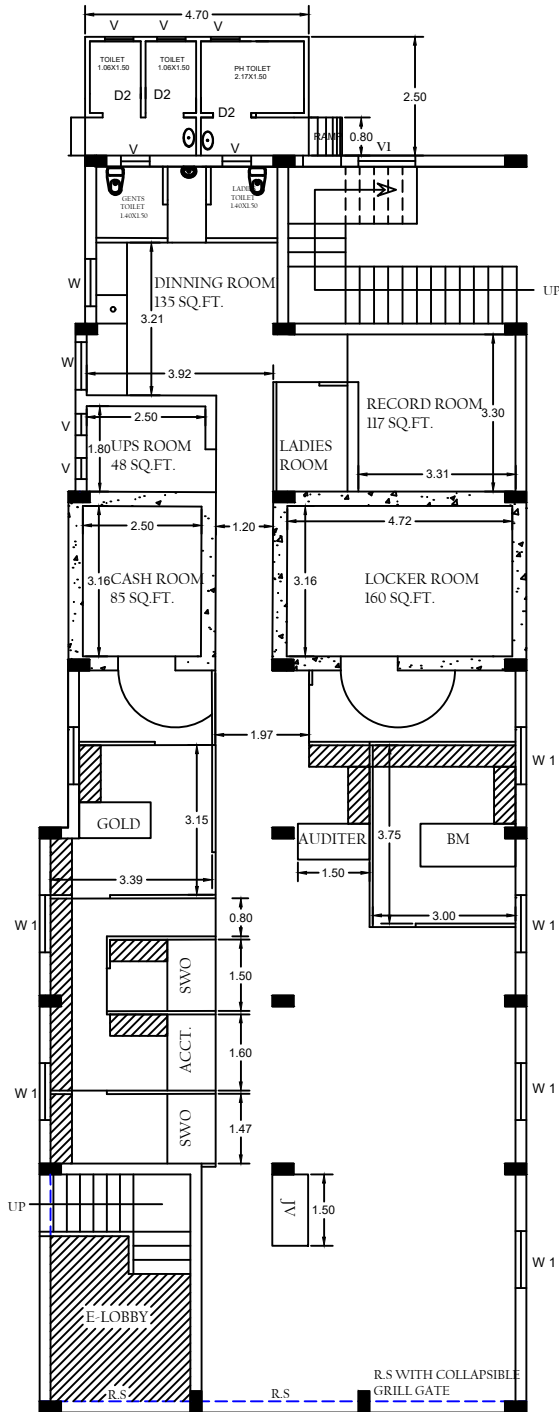 4.70
V
V
V
TOILET
1.06X1.50
TOILET
1.06X1.50
PH TOILET
2.17X1.50
D2
D2
D2
2.50
RAMP
0.80
V
V
V1
GENTS
TOILET
1.40X1.50
LADIES
TOILET
1.40X1.50
W
DINNING ROOM
135 SQ.FT.
UP
3.21
W
3.92
RECORD ROOM
117 SQ.FT.
3.30
2.50
V
1.80
UPS ROOM
48 SQ.FT.
LADIES
ROOM
V
3.31
2.50
1.20
4.72
3.16
CASH ROOM
85 SQ.FT.
3.16
LOCKER ROOM
160 SQ.FT.
1.97
W 1
3.15
GOLD
AUDITER
3.75
BM
1.50
3.39
3.00
W 1
0.80
W 1
SWO
1.50
ACCT.
1.60
W 1
W 1
SWO
1.47
UP
JV
1.50
W 1
E-LOBBY
R.S WITH COLLAPSIBLE
GRILL GATE
R.S
R.S